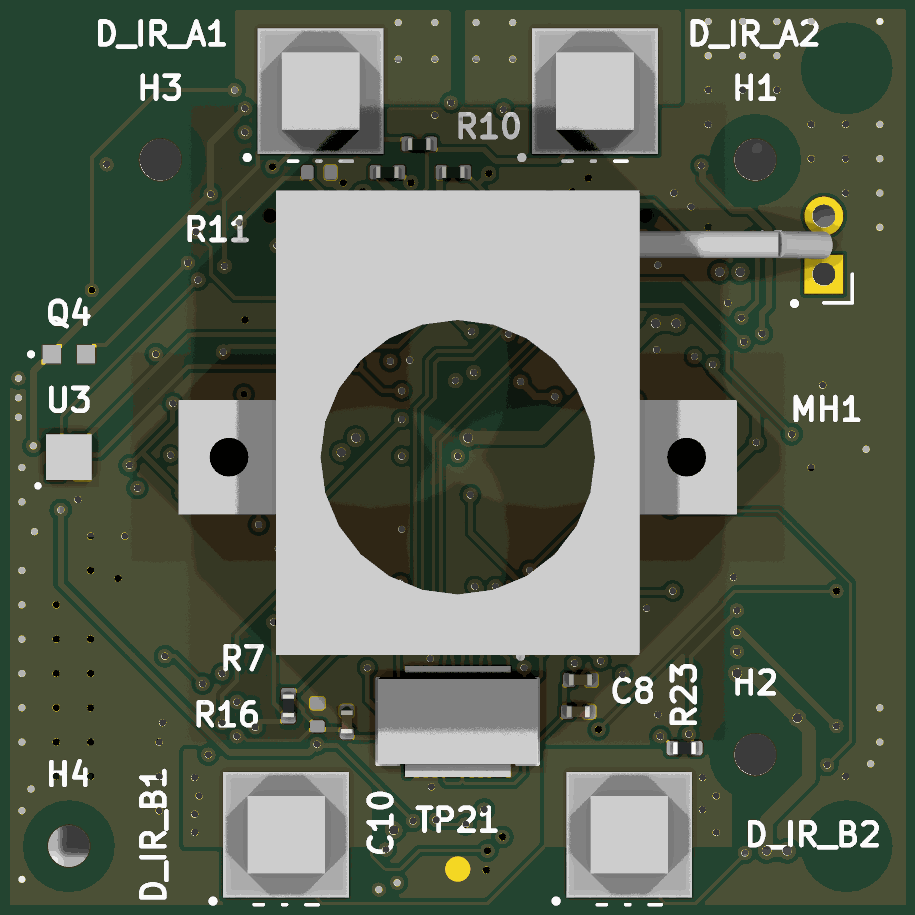 D_IR_A1
D_IR_A2
H3
H1
R10
R11
Q4
U3
MH1
R7
C8
R23
H2
R16
H4
D_IR_B1
C10
TP21
D_IR_B2